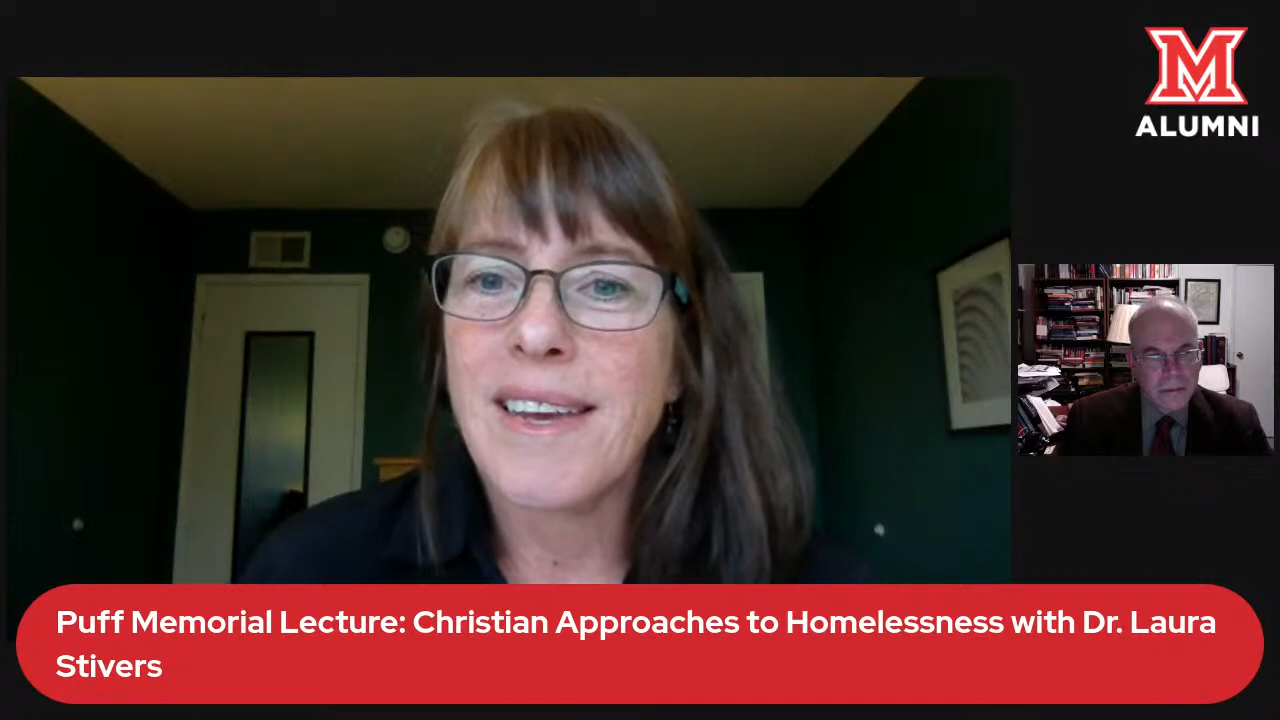 M
ALUMNI
Puff Memorial Lecture: Christian Approaches to Homelessness with Dr. Laura
Stivers